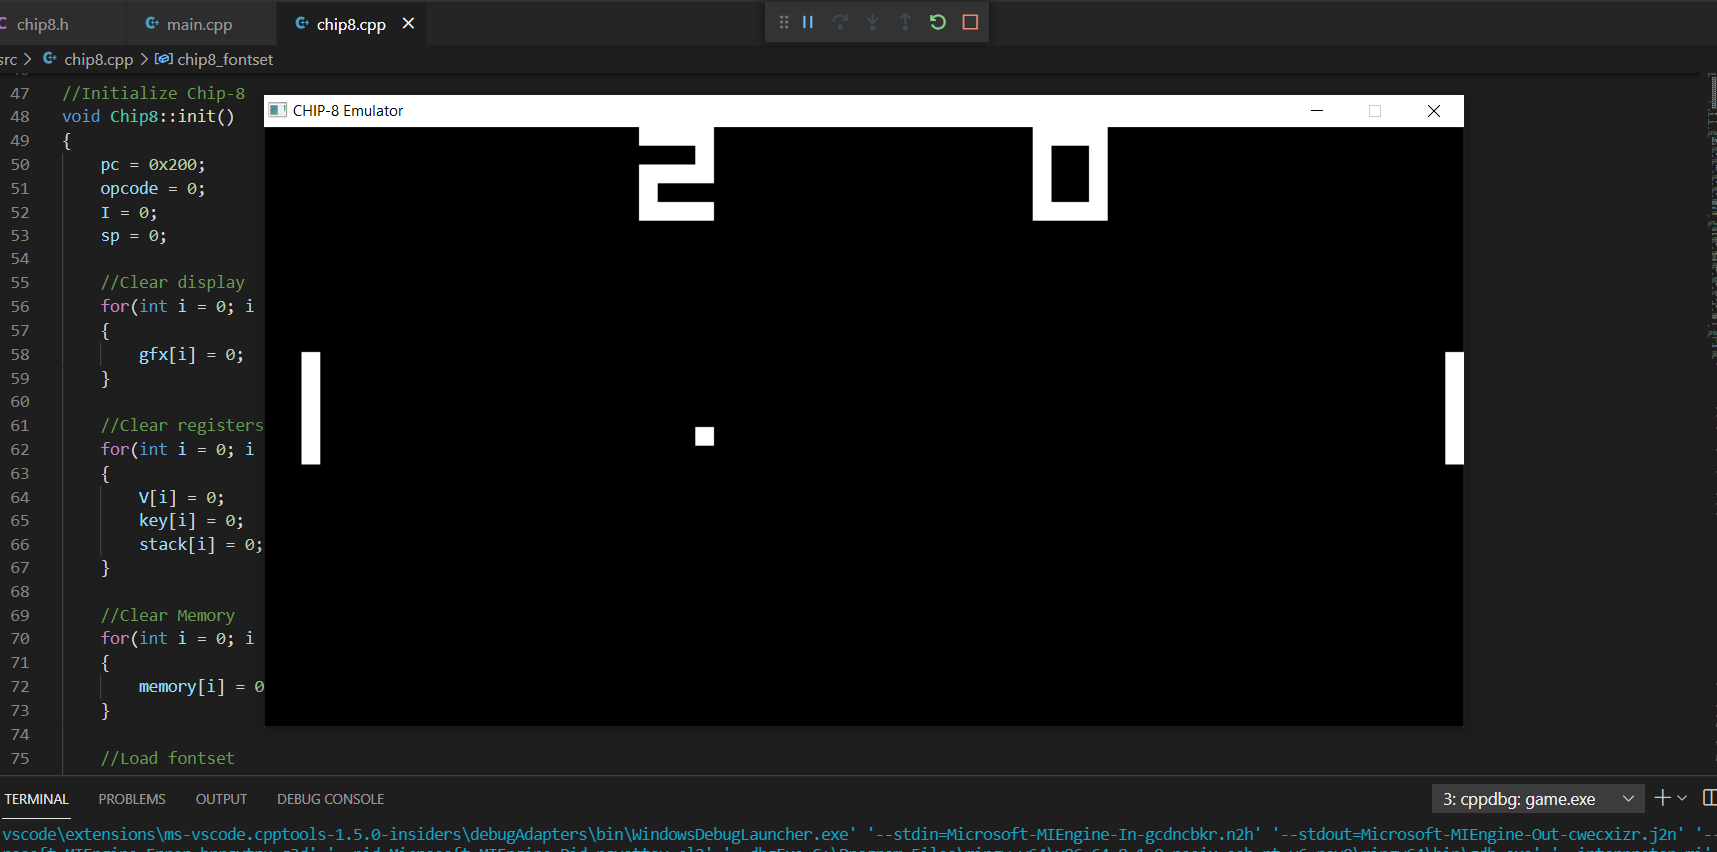 chip8.h main.cpp chip8.cpp
src > chip8.cpp > chip8_fontset
CHIP-8 Emulator
2 0
47 //Initialize Chip-8
48 void Chip8::init()
49 {
50 pc = 0x200;
51 opcode = 0;
52 I = 0;
53 sp = 0;
54
55 //Clear display
56 for(int i = 0; i
57 {
58 gfx[i] = 0;
59 }
60
61 //Clear registers
62 for(int i = 0; i
63 {
64 V[i] = 0;
65 key[i] = 0;
66 stack[i] = 0;
67 }
68
69 //Clear Memory
70 for(int i = 0; i
71 {
72 memory[i] = 0
73 }
74
75 //Load fontset
TERMINAL PROBLEMS OUTPUT DEBUG CONSOLE 3: cppdbg: game.exe
vscode\extensions\ms-vscode.cpptools-1.5.0-insiders\debugAdapters\bin\WindowsDebugLauncher.exe' '--stdin=Microsoft-MIEngine-In-gcdncbkr.n2h' '--stdout=Microsoft-MIEngine-Out-cwecxizr.j2n' '--